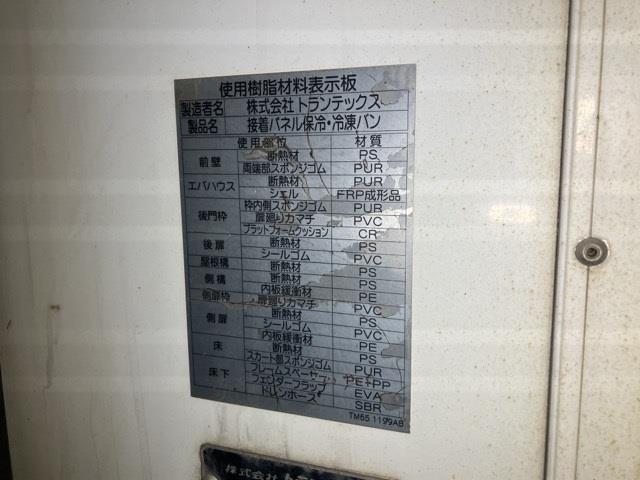 使用樹脂材料表示板
製造者名 株式会社 トランテックス
製品名 接着パネル保冷・冷凍バン
使用部位 材質
前壁 断熱材 PS
両端部スポンジゴム PUR
エバハウス 断熱材 PUR
シェル FRP成形品
後門枠 枠内側スポンジゴム PUR
扉廻りカマチ PVC
プラットフォームクッション CR
後扉 断熱材 PS
シールゴム PVC
屋根構 断熱材 PS
側構 断熱材 PS
内板緩衝材 PE
側扉枠 扉廻りカマチ PVC
側扉 断熱材 PS
シールゴム PVC
内板緩衝材 PE
床 断熱材 PS
スカート部スポンジゴム PUR
床下 フレームスペーサー PE+PP
フェンダーフラップ EVA
ドレンホース SBR
TM55 1199AB
株式会社